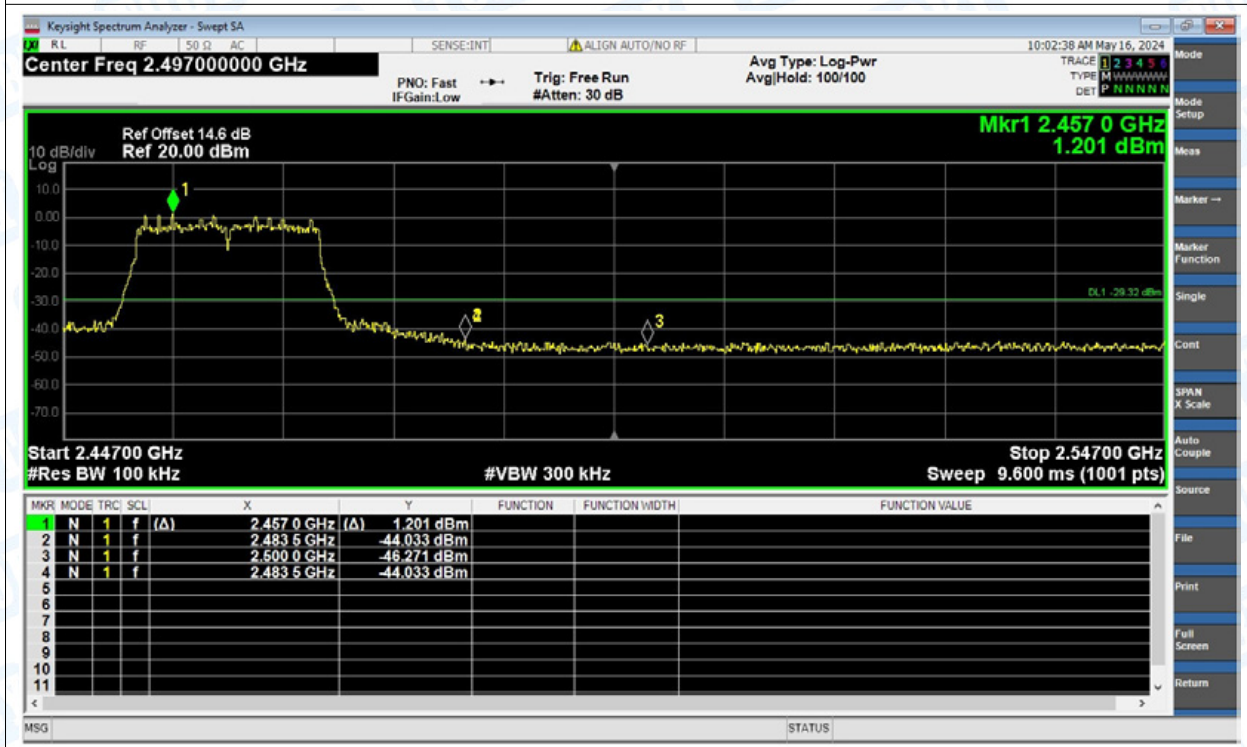 Keysight Spectrum Analyzer - Swept SA
RL RF 50 Ω AC SENSE:INT ALIGN AUTO/NO RF 10:02:38 AM May 16, 2024
Center Freq 2.497000000 GHz
PNO: Fast
IFGain:Low
Trig: Free Run
#Atten: 30 dB
Avg Type: Log-Pwr
Avg|Hold: 100/100
TRACE 1 2 3 4 5 6
TYPE M WWWWW
DET P N N N N N
Mkr1 2.457 0 GHz
1.201 dBm
Ref Offset 14.6 dB
10 dB/div Ref 20.00 dBm
Log
10.0
0.00
-10.0
-20.0
-30.0
-40.0
-50.0
-60.0
-70.0
1
3
DL1 -29.32 dBm
Start 2.44700 GHz Stop 2.54700 GHz
#Res BW 100 kHz #VBW 300 kHz Sweep 9.600 ms (1001 pts)
MKR MODE TRC SCL X Y FUNCTION FUNCTION WIDTH FUNCTION VALUE
1 N 1 f (Δ) 2.457 0 GHz (Δ) 1.201 dBm
2 N 1 f 2.483 5 GHz -44.033 dBm
3 N 1 f 2.500 0 GHz -46.271 dBm
4 N 1 f 2.483 5 GHz -44.033 dBm
5
6
7
8
9
10
11
MSG STATUS
Mode
Mode
Setup
Meas
Marker →
Marker
Function
Single
Cont
SPAN
X Scale
Auto
Couple
Source
File
Print
Full
Screen
Return